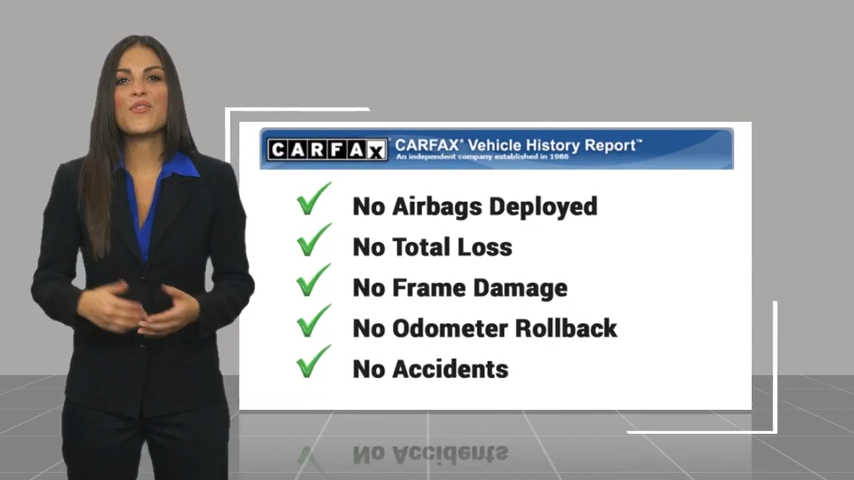 CARFAX CARFAX® Vehicle History Report™
An independent company established in 1986
No Airbags Deployed
No Total Loss
No Frame Damage
No Odometer Rollback
No Accidents
No Accidents